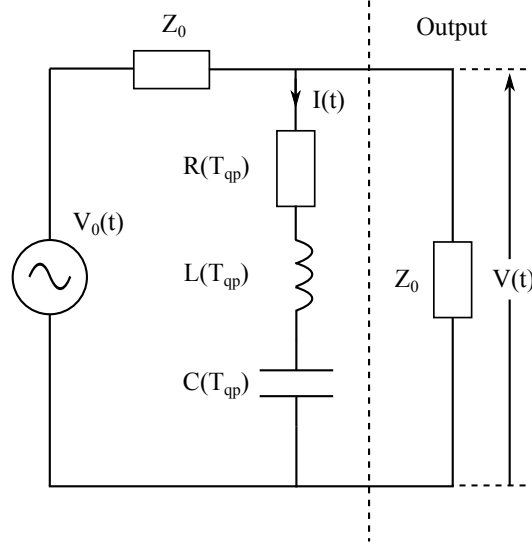 Z₀
Output
I(t)
R(T_qp)
V₀(t)
L(T_qp)
Z₀
V(t)
C(T_qp)